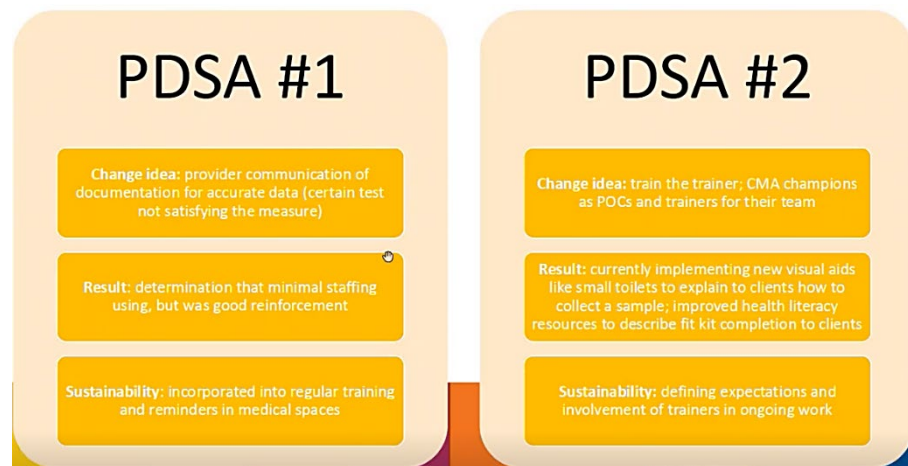 PDSA #1
Change idea: provider communication of
documentation for accurate data (certain test
not satisfying the measure)
Result: determination that minimal staffing
using, but was good reinforcement
Sustainability: incorporated into regular training
and reminders in medical spaces
PDSA #2
Change idea: train the trainer; CMA champions
as POCs and trainers for their team
Result: currently implementing new visual aids
like small toilets to explain to clients how to
collect a sample; improved health literacy
resources to describe fit kit completion to clients
Sustainability: defining expectations and
involvement of trainers in ongoing work